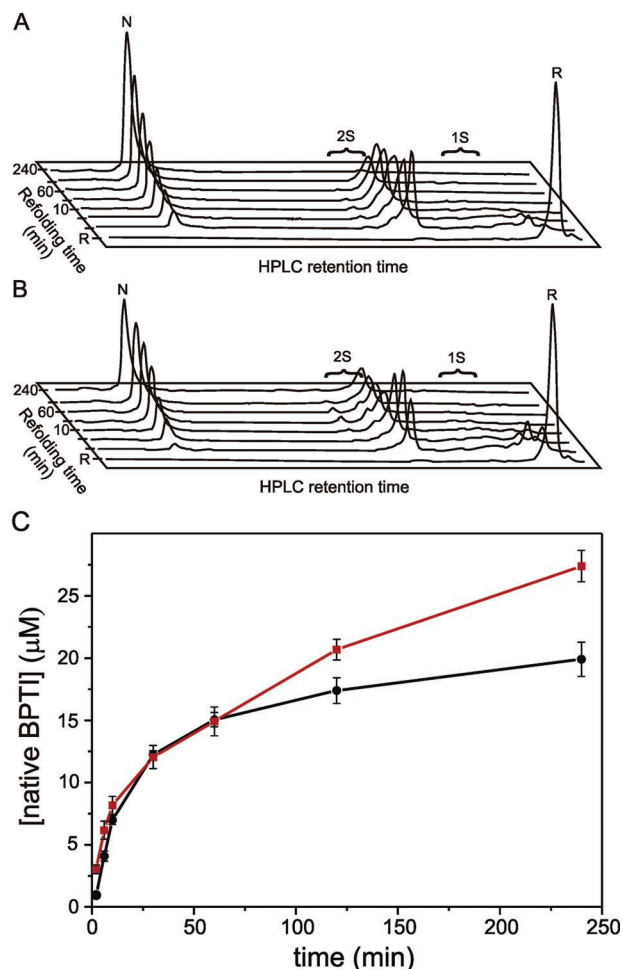 A
N
R
2S
1S
240
60
10
R
Refolding time
(min)
HPLC retention time
B
N
R
2S
1S
240
60
10
R
Refolding time
(min)
HPLC retention time
C
25
20
15
10
5
0
[native BPTI] (μM)
0 50 100 150 200 250
time (min)